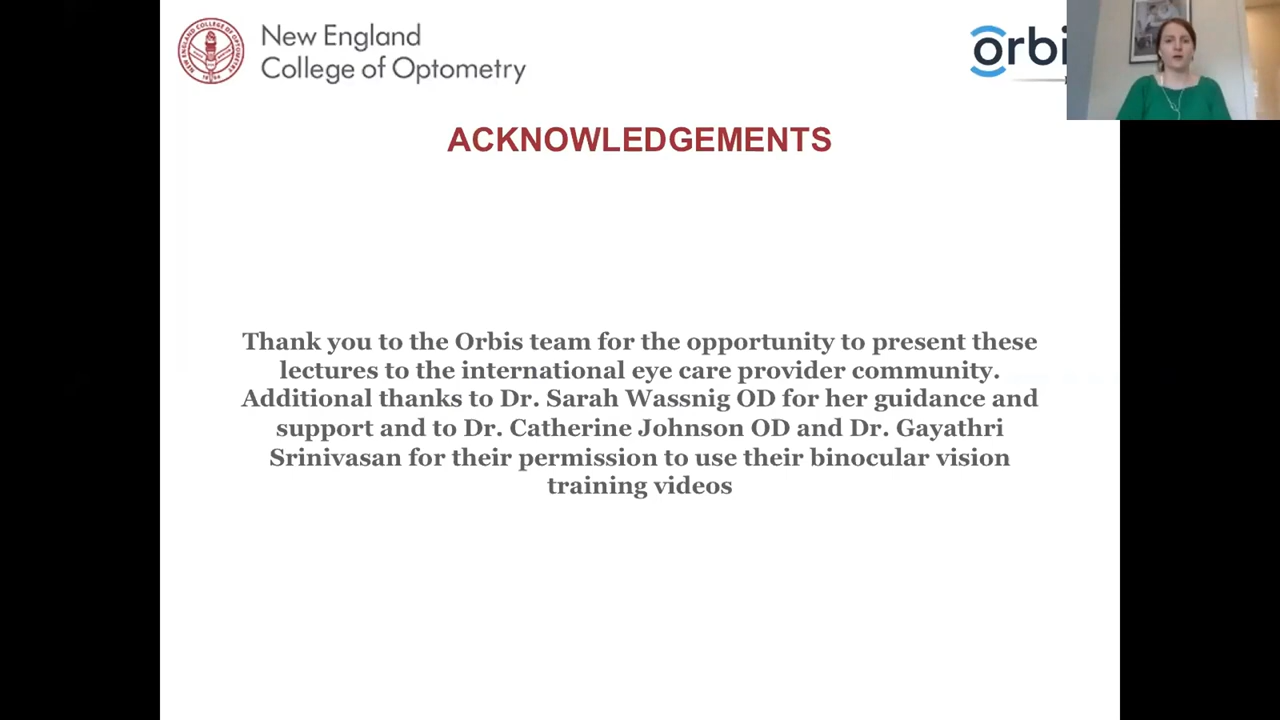 New England
College of Optometry
orbi
ACKNOWLEDGEMENTS
Thank you to the Orbis team for the opportunity to present these
lectures to the international eye care provider community.
Additional thanks to Dr. Sarah Wassnig OD for her guidance and
support and to Dr. Catherine Johnson OD and Dr. Gayathri
Srinivasan for their permission to use their binocular vision
training videos